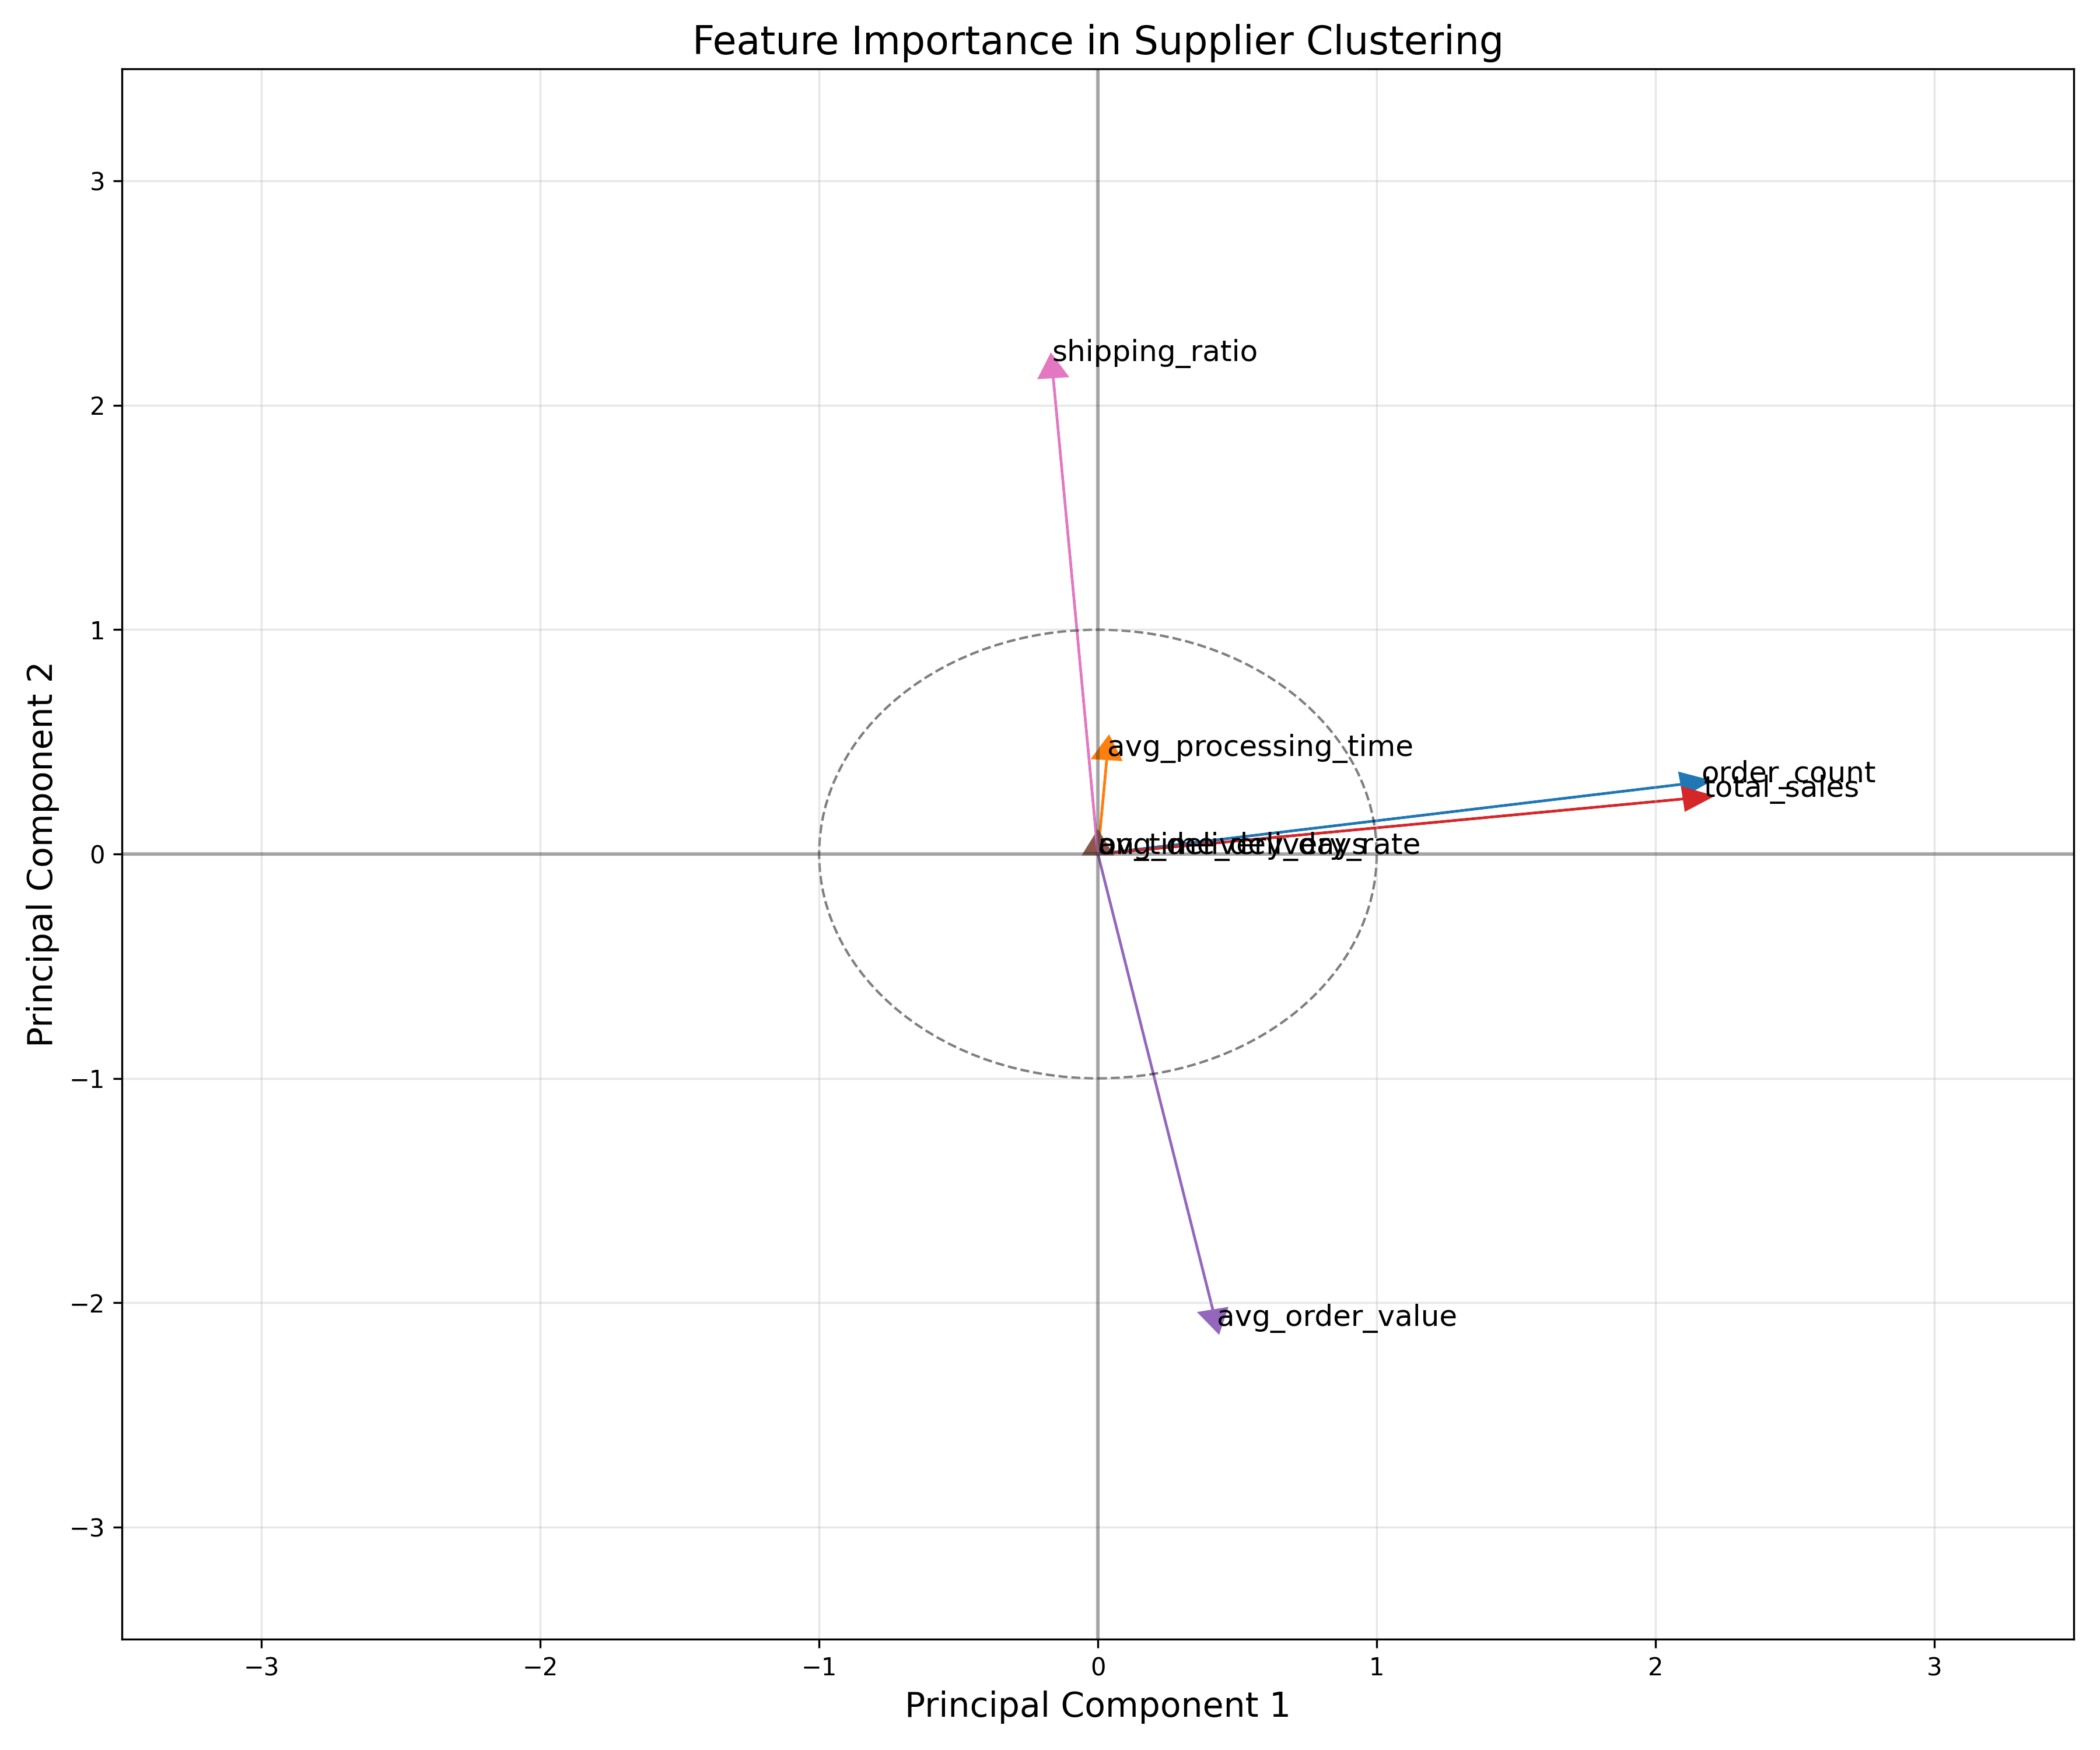 Feature Importance in Supplier Clustering
3
shipping_ratio
2
1
avg_processing_time
order_count
total_sales
0
−1
−2
avg_order_value
−3
−3
−2
−1
0
1
2
3
Principal Component 1
Principal Component 2